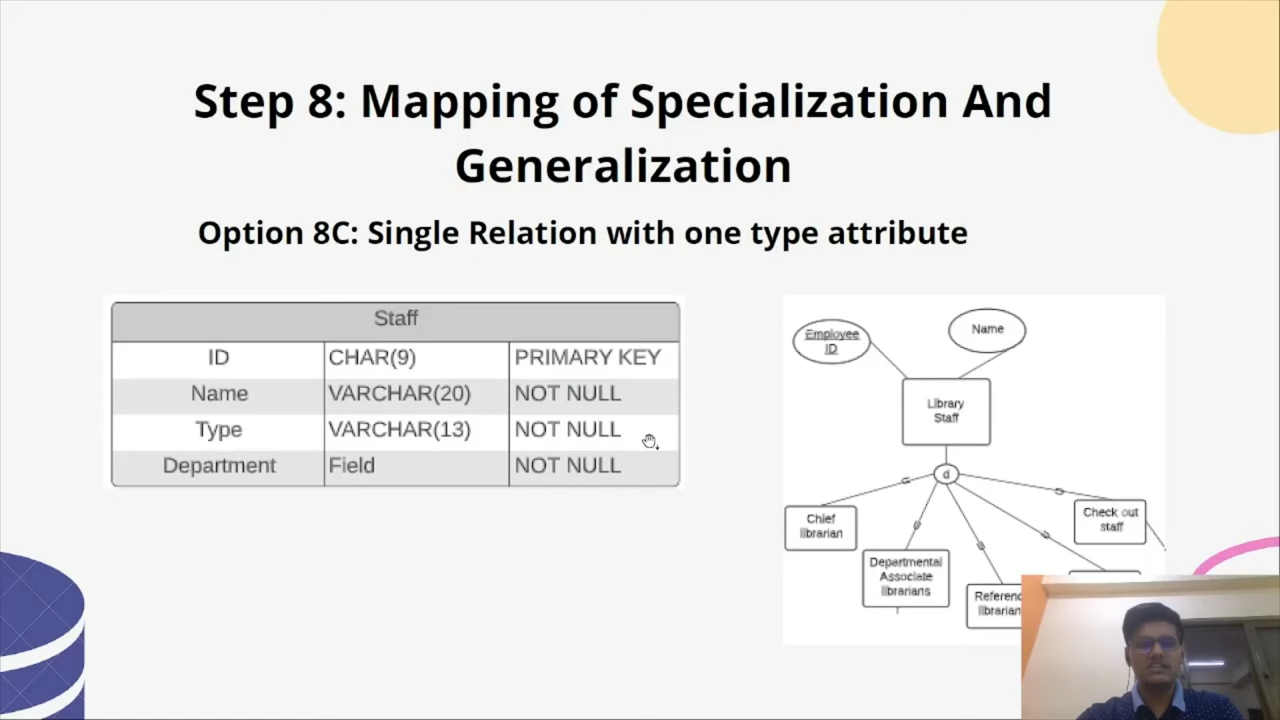 Step 8: Mapping of Specialization And
Generalization
Option 8C: Single Relation with one type attribute
Staff
ID CHAR(9) PRIMARY KEY
Name VARCHAR(20) NOT NULL
Type VARCHAR(13) NOT NULL
Department Field NOT NULL
Employee
ID
Name
Library
Staff
d
Chief
librarian
Departmental
Associate
librarians
Check out
staff